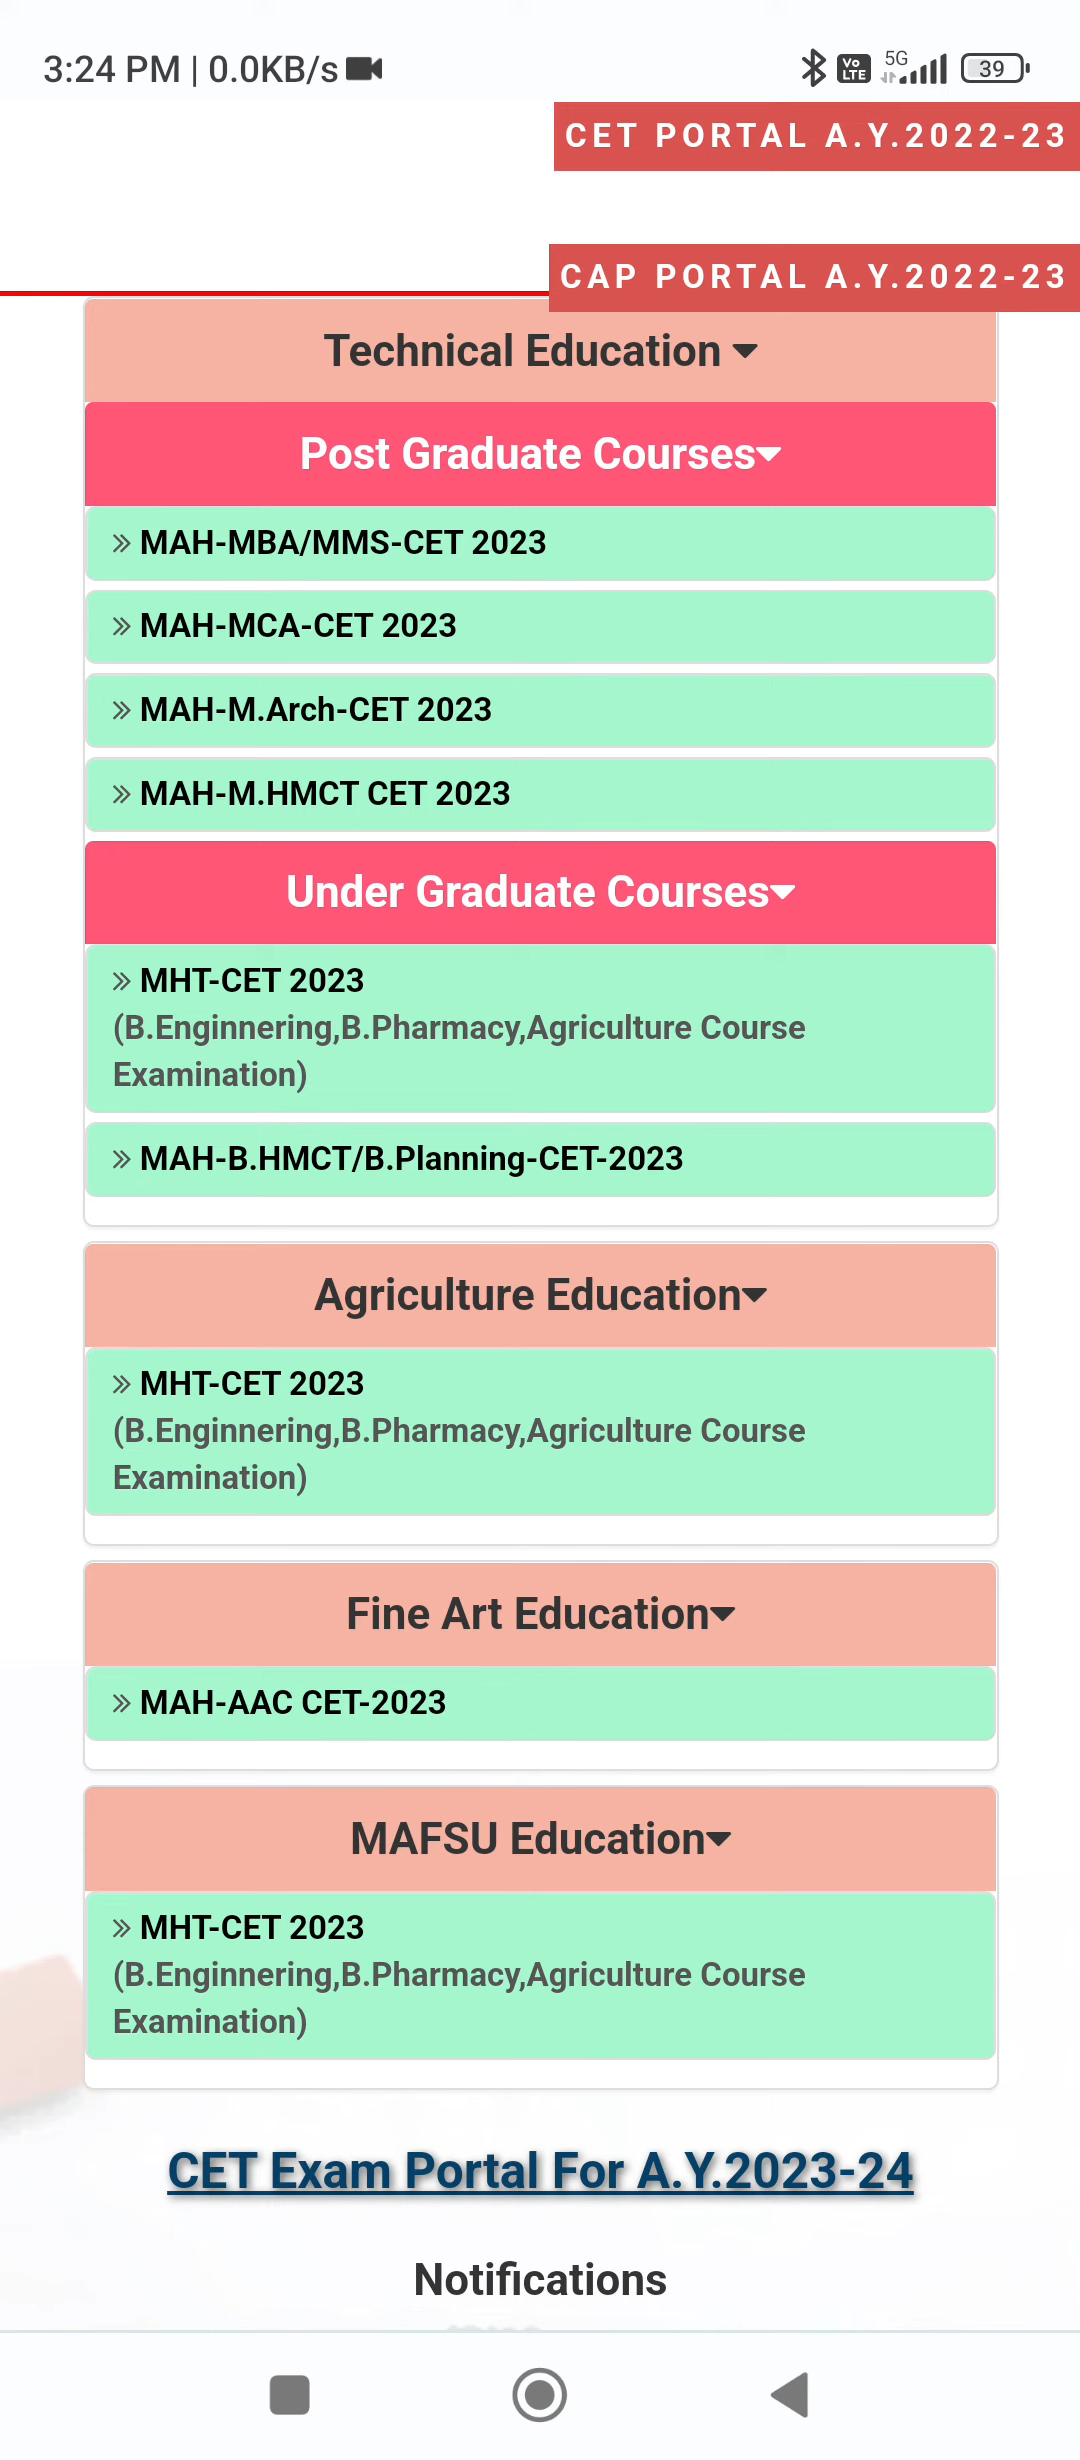 3:24 PM | 0.0KB/s
Vo LTE 5G 39
CET PORTAL A.Y.2022-23
CAP PORTAL A.Y.2022-23
Technical Education
Post Graduate Courses
» MAH-MBA/MMS-CET 2023
» MAH-MCA-CET 2023
» MAH-M.Arch-CET 2023
» MAH-M.HMCT CET 2023
Under Graduate Courses
» MHT-CET 2023
(B.Enginnering,B.Pharmacy,Agriculture Course
Examination)
» MAH-B.HMCT/B.Planning-CET-2023
Agriculture Education
» MHT-CET 2023
(B.Enginnering,B.Pharmacy,Agriculture Course
Examination)
Fine Art Education
» MAH-AAC CET-2023
MAFSU Education
» MHT-CET 2023
(B.Enginnering,B.Pharmacy,Agriculture Course
Examination)
CET Exam Portal For A.Y.2023-24
Notifications